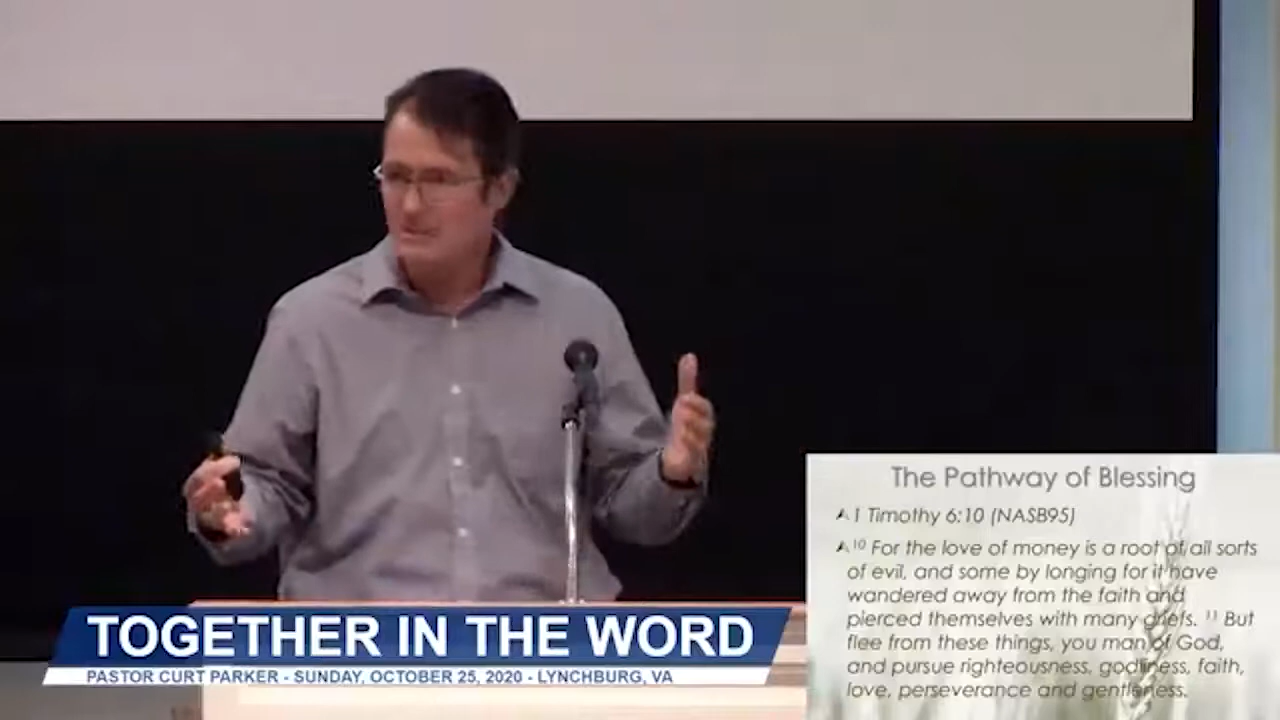 The Pathway of Blessing
1 Timothy 6:10 (NASB95)
10 For the love of money is a root of all sorts
of evil, and some by longing for it have
wandered away from the faith and
pierced themselves with many griefs. 11 But
flee from these things, you man of God,
and pursue righteousness, godliness, faith,
love, perseverance and gentleness.
TOGETHER IN THE WORD
PASTOR CURT PARKER - SUNDAY, OCTOBER 25, 2020 - LYNCHBURG, VA